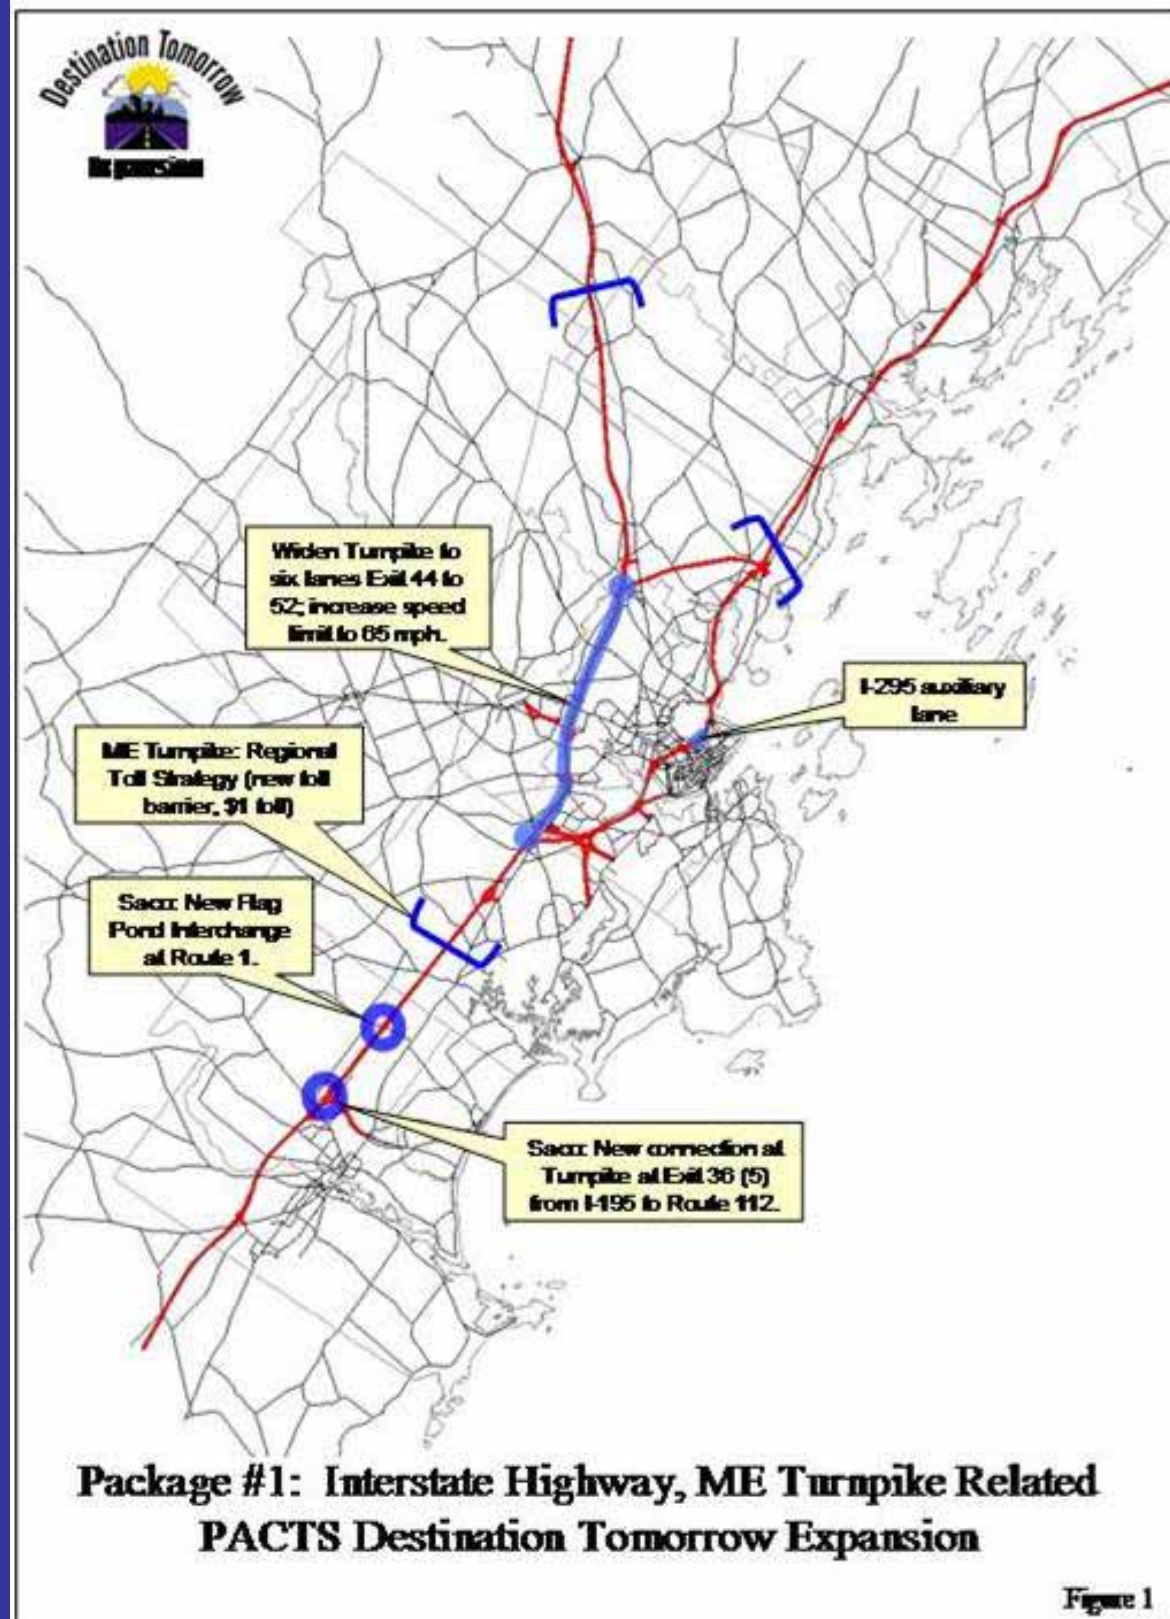 Destination Tomorrow
Expansion
Widen Turnpike to
six lanes Exit 44 to
52; increase speed
limit to 65 mph.
I-295 auxiliary
lane
ME Turnpike: Regional
Toll Strategy (new toll
barrier, $1 toll)
Saco: New Flag
Pond Interchange
at Route 1.
Saco: New connection at
Turnpike at Exit 36 (5)
from I-195 to Route 112.
Package #1: Interstate Highway, ME Turnpike Related
PACTS Destination Tomorrow Expansion
Figure 1